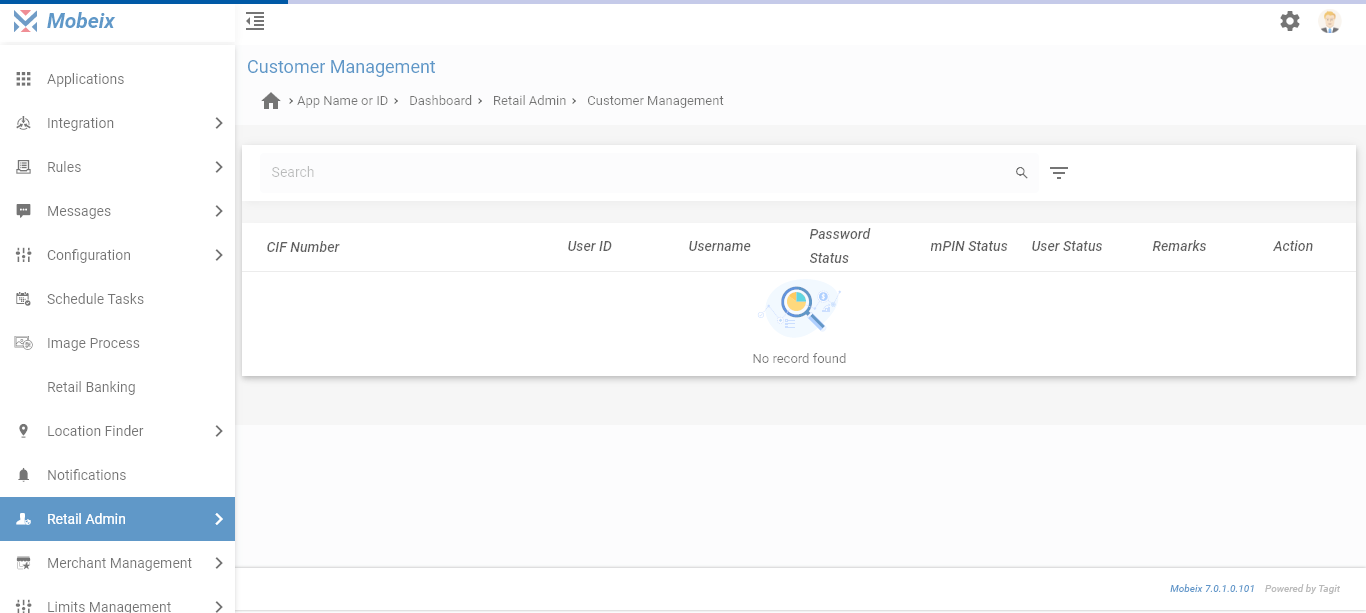 Mobeix
Applications
Integration
Rules
Messages
Configuration
Schedule Tasks
Image Process
Retail Banking
Location Finder
Notifications
Retail Admin
Merchant Management
Limits Management
Customer Management
App Name or ID
Dashboard
Retail Admin
Customer Management
Search
CIF Number
User ID
Username
Password
Status
mPIN Status
User Status
Remarks
Action
No record found
Mobeix 7.0.1.0.101
Powered by Tagit